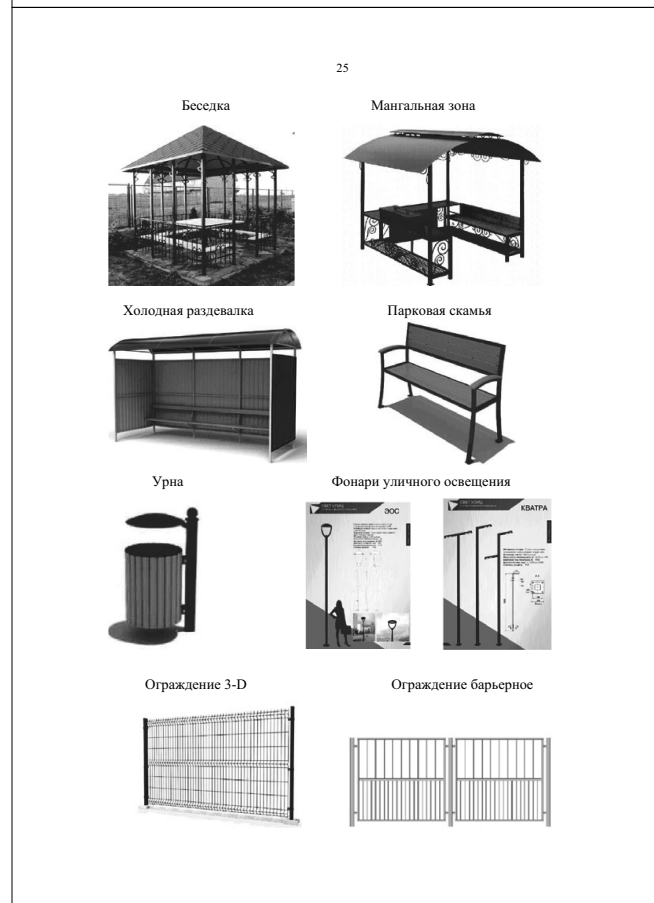 25
Беседка
Мангальная зона
Холодная раздевалка
Парковая скамья
Урна
Фонари уличного освещения
ЭОС
КВАТРА
Ограждение 3-D
Ограждение барьерное